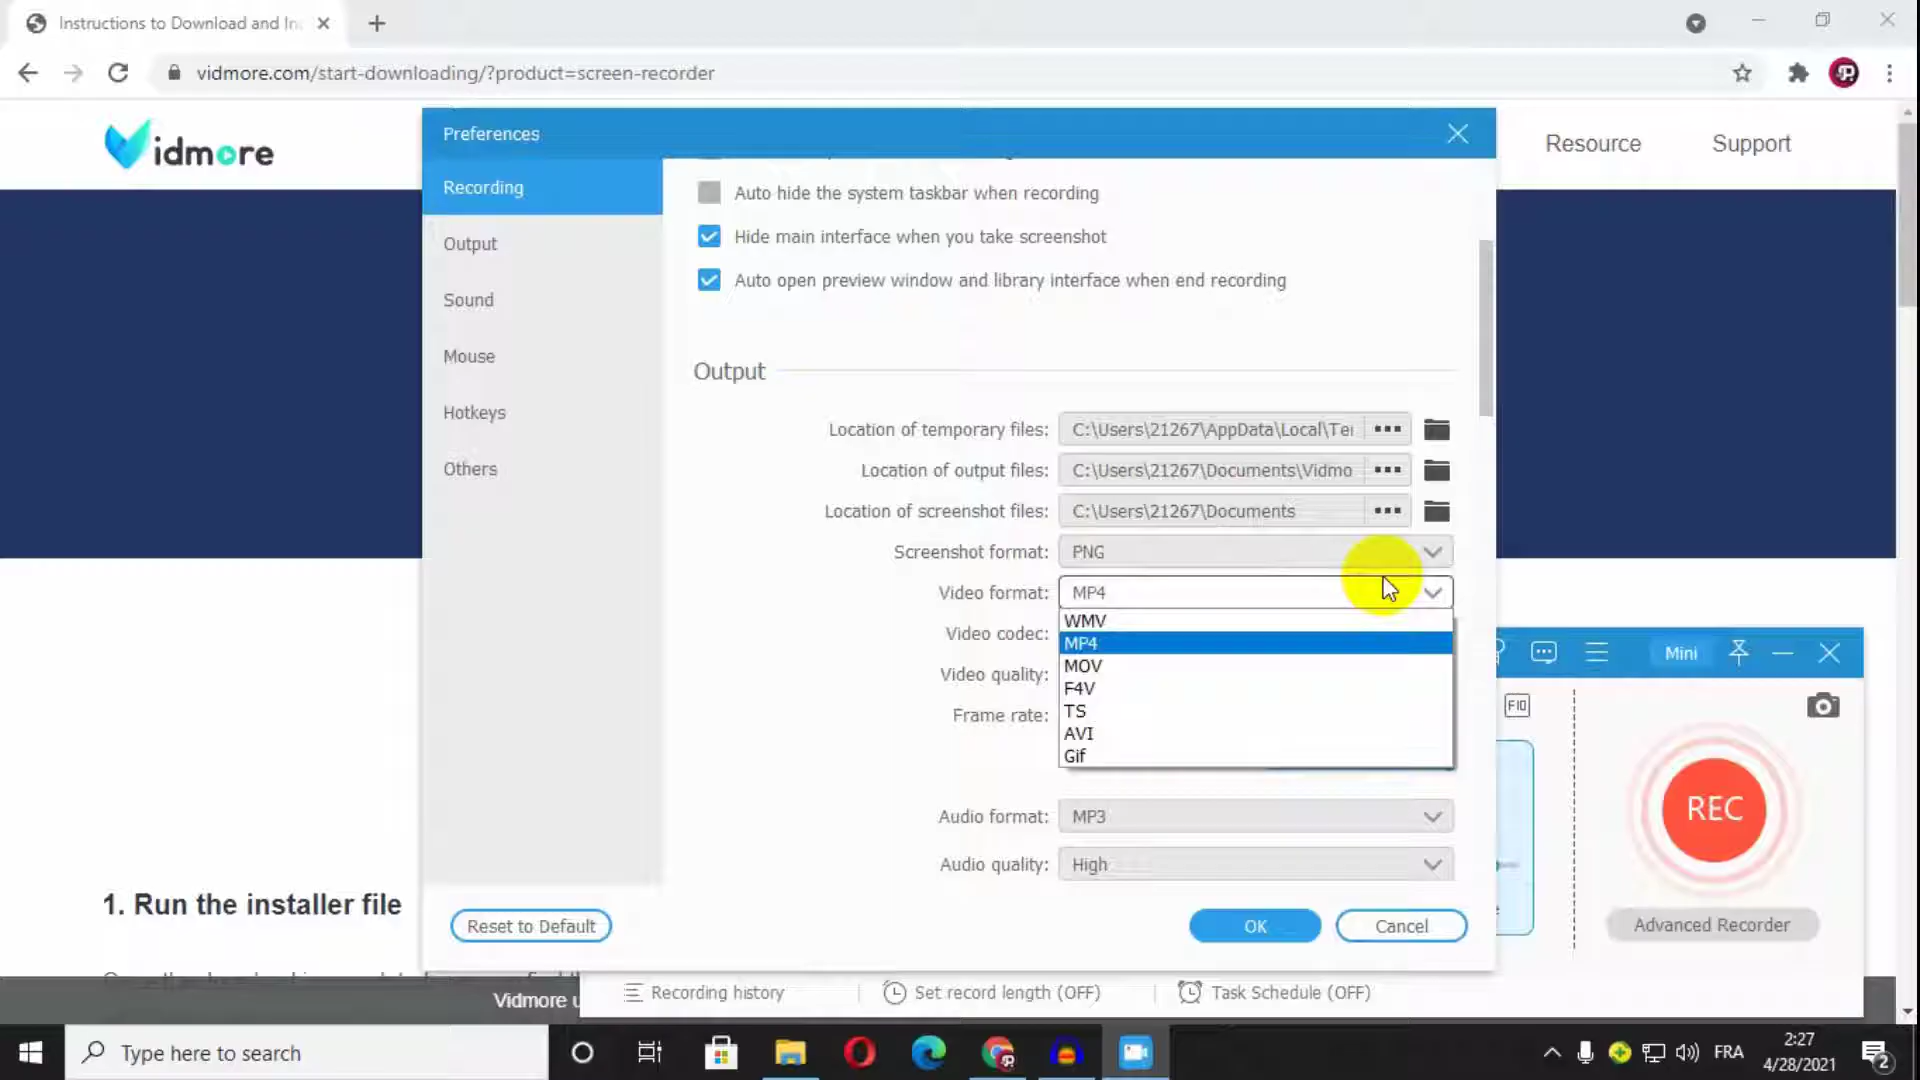 Instructions to Download and In
vidmore.com/start-downloading/?product=screen-recorder
idmore
Resource
Support
Preferences
Recording
Output
Sound
Mouse
Hotkeys
Others
Auto hide the system taskbar when recording
Hide main interface when you take screenshot
Auto open preview window and library interface when end recording
Output
Location of temporary files: C:\Users\21267\AppData\Local\Te
Location of output files: C:\Users\21267\Documents\Vidmo
Location of screenshot files: C:\Users\21267\Documents
Screenshot format: PNG
Video format: MP4
WMV
MP4
MOV
F4V
TS
AVI
Gif
Video codec:
Video quality:
Frame rate:
Audio format: MP3
Audio quality: High
Reset to Default
OK
Cancel
Mini
F10
REC
Advanced Recorder
1. Run the installer file
Vidmore u
Recording history
Set record length (OFF)
Task Schedule (OFF)
Type here to search
FRA
2:27
4/28/2021
2